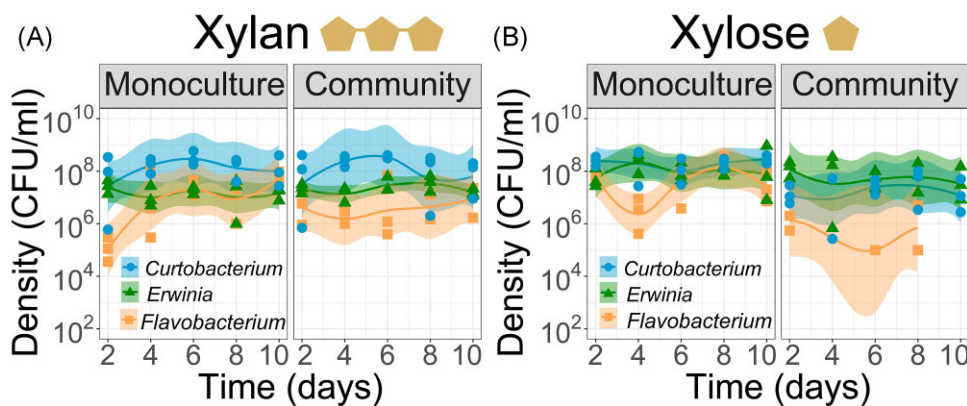 (A) Xylan
Monoculture Community
Density (CFU/ml)
10^10
10^8
10^6
10^4
10^2
Curtobacterium
Erwinia
Flavobacterium
2 4 6 8 10 2 4 6 8 10
Time (days)
(B) Xylose
Monoculture Community
Density (CFU/ml)
10^10
10^8
10^6
10^4
10^2
Curtobacterium
Erwinia
Flavobacterium
2 4 6 8 10 2 4 6 8 10
Time (days)